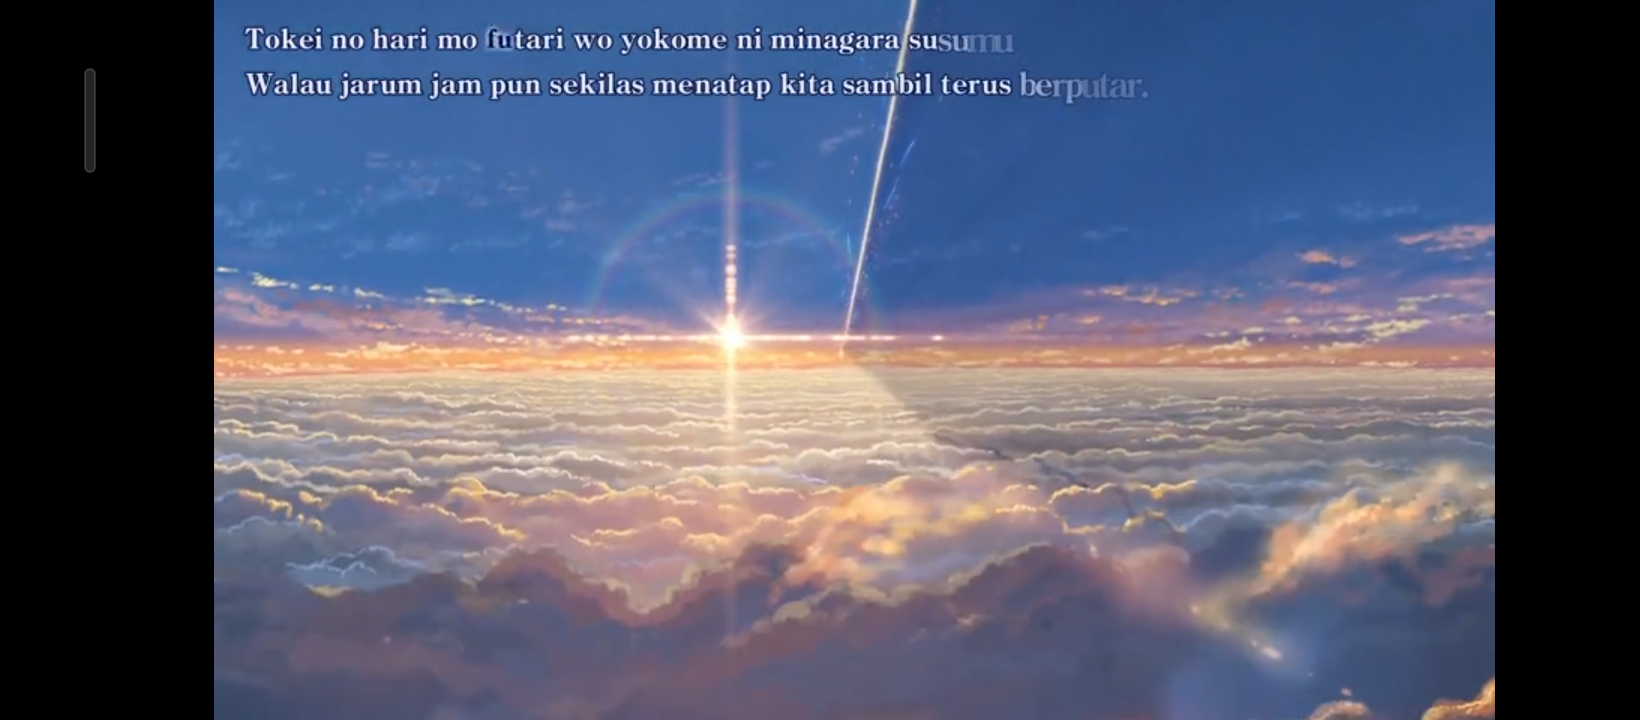 Tokei no hari mo futari wo yokome ni minagara susumu
Walau jarum jam pun sekilas menatap kita sambil terus berputar.